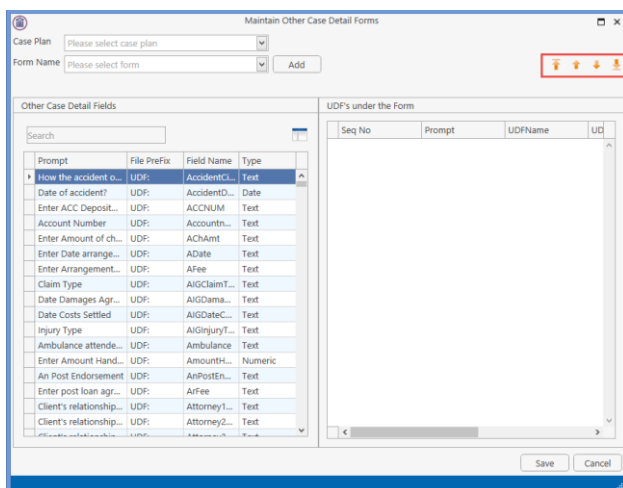 Maintain Other Case Detail Forms
Case Plan Please select case plan
Form Name Please select form Add
Other Case Detail Fields
Search
Prompt File PreFix Field Name Type
How the accident o... UDF: AccidentCi... Text
Date of accident? UDF: AccidentD... Date
Enter ACC Deposit... UDF: ACCNUM Text
Account Number UDF: Accountn... Text
Enter Amount of ch... UDF: AChAmt Text
Enter Date arrange... UDF: ADate Text
Enter Arrangement... UDF: AFee Text
Claim Type UDF: AIGClaimT... Text
Date Damages Agr... UDF: AIGDama... Text
Date Costs Settled UDF: AIGDateC... Text
Injury Type UDF: AIGInjuryT... Text
Ambulance attende... UDF: Ambulance Text
Enter Amount Hand... UDF: AmountH... Numeric
An Post Endorsement UDF: AnPostEn... Text
Enter post loan agr... UDF: ArFee Text
Client's relationship... UDF: Attorney1... Text
Client's relationship... UDF: Attorney2... Text
UDF's under the Form
Seq No Prompt UDFName UD
Save Cancel